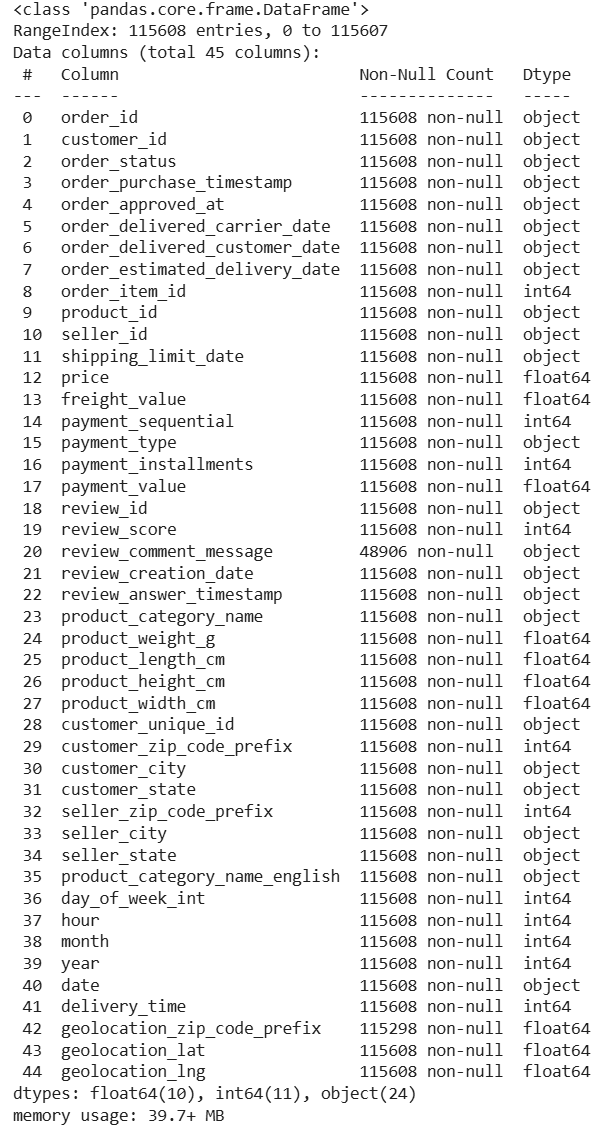 <class 'pandas.core.frame.DataFrame'>
RangeIndex: 115608 entries, 0 to 115607
Data columns (total 45 columns):
 #   Column                         Non-Null Count   Dtype
---  ------                         --------------   -----
 0   order_id                       115608 non-null  object
 1   customer_id                    115608 non-null  object
 2   order_status                   115608 non-null  object
 3   order_purchase_timestamp       115608 non-null  object
 4   order_approved_at              115608 non-null  object
 5   order_delivered_carrier_date   115608 non-null  object
 6   order_delivered_customer_date  115608 non-null  object
 7   order_estimated_delivery_date  115608 non-null  object
 8   order_item_id                  115608 non-null  int64
 9   product_id                     115608 non-null  object
 10  seller_id                      115608 non-null  object
 11  shipping_limit_date            115608 non-null  object
 12  price                          115608 non-null  float64
 13  freight_value                  115608 non-null  float64
 14  payment_sequential             115608 non-null  int64
 15  payment_type                   115608 non-null  object
 16  payment_installments           115608 non-null  int64
 17  payment_value                  115608 non-null  float64
 18  review_id                      115608 non-null  object
 19  review_score                   115608 non-null  int64
 20  review_comment_message         48906 non-null   object
 21  review_creation_date           115608 non-null  object
 22  review_answer_timestamp        115608 non-null  object
 23  product_category_name          115608 non-null  object
 24  product_weight_g               115608 non-null  float64
 25  product_length_cm              115608 non-null  float64
 26  product_height_cm              115608 non-null  float64
 27  product_width_cm               115608 non-null  float64
 28  customer_unique_id             115608 non-null  object
 29  customer_zip_code_prefix       115608 non-null  int64
 30  customer_city                  115608 non-null  object
 31  customer_state                 115608 non-null  object
 32  seller_zip_code_prefix         115608 non-null  int64
 33  seller_city                    115608 non-null  object
 34  seller_state                   115608 non-null  object
 35  product_category_name_english  115608 non-null  object
 36  day_of_week_int                115608 non-null  int64
 37  hour                           115608 non-null  int64
 38  month                          115608 non-null  int64
 39  year                           115608 non-null  int64
 40  date                           115608 non-null  object
 41  delivery_time                  115608 non-null  int64
 42  geolocation_zip_code_prefix    115298 non-null  float64
 43  geolocation_lat                115608 non-null  float64
 44  geolocation_lng                115608 non-null  float64
dtypes: float64(10), int64(11), object(24)
memory usage: 39.7+ MB